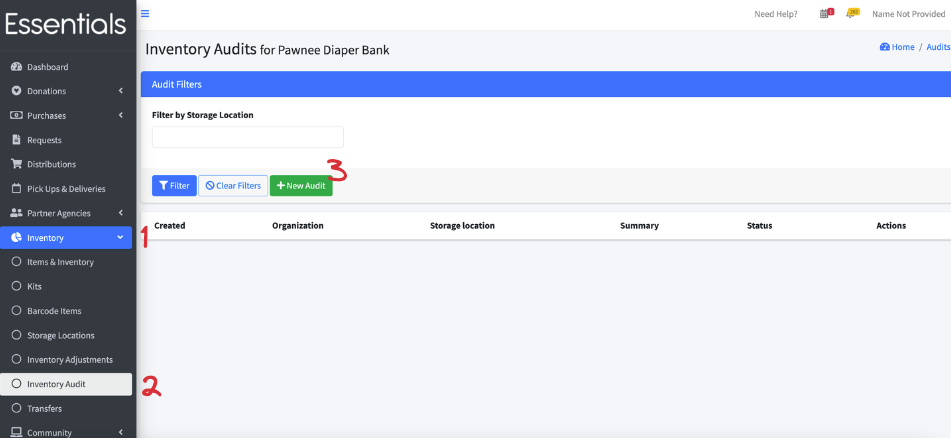 Essentials
Need Help?
1
282
Name Not Provided
Inventory Audits for Pawnee Diaper Bank
Home / Audits
Dashboard
Donations
Purchases
Requests
Distributions
Pick Ups & Deliveries
Partner Agencies
Inventory
Items & Inventory
Kits
Barcode Items
Storage Locations
Inventory Adjustments
Inventory Audit
Transfers
Community
Audit Filters
Filter by Storage Location
3
Filter Clear Filters New Audit
Created Organization Storage location Summary Status Actions
1
2